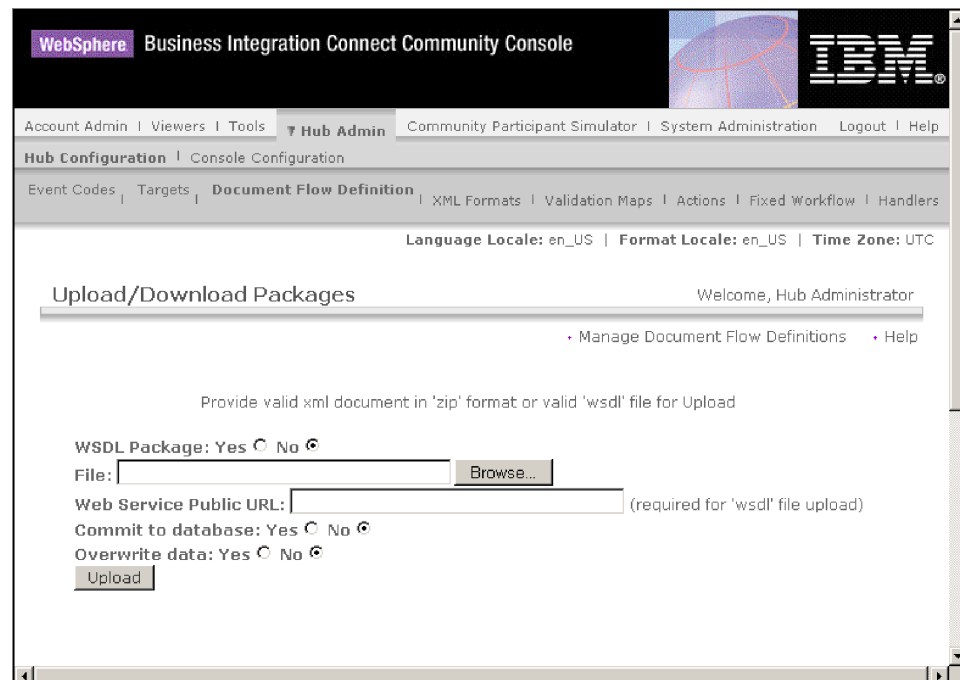 WebSphere Business Integration Connect Community Console
IBM®
Account Admin | Viewers | Tools Hub Admin Community Participant Simulator | System Administration Logout | Help
Hub Configuration | Console Configuration
Event Codes | Targets | Document Flow Definition | XML Formats | Validation Maps | Actions | Fixed Workflow | Handlers
Language Locale: en_US | Format Locale: en_US | Time Zone: UTC
Upload/Download Packages Welcome, Hub Administrator
• Manage Document Flow Definitions • Help
Provide valid xml document in 'zip' format or valid 'wsdl' file for Upload
WSDL Package: Yes No
File: Browse...
Web Service Public URL: (required for 'wsdl' file upload)
Commit to database: Yes No
Overwrite data: Yes No
Upload